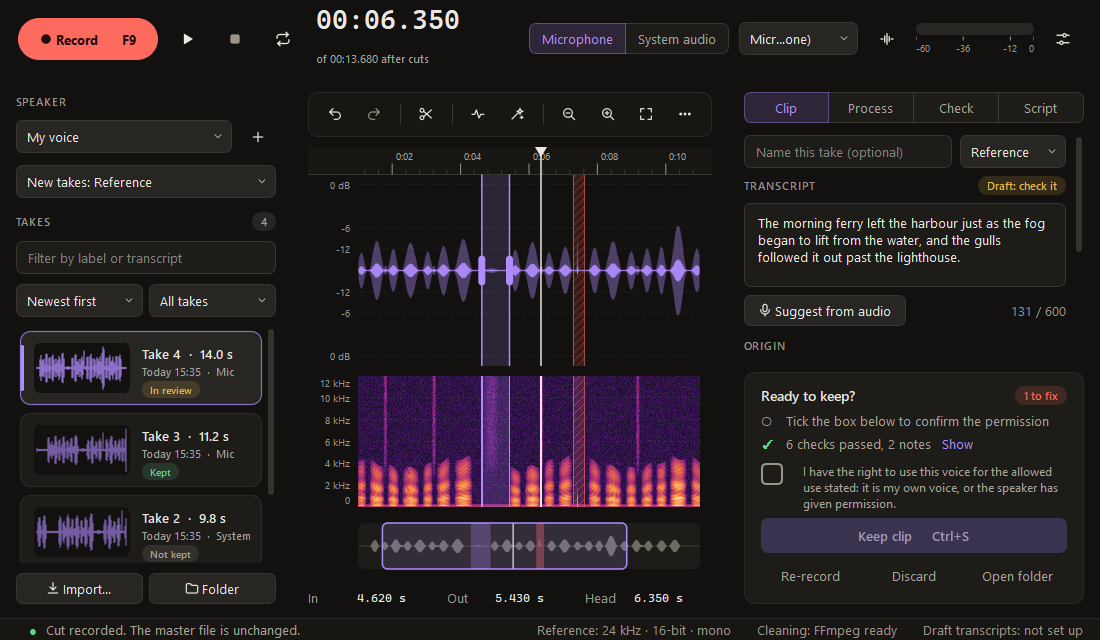 Record F9
00:06.350
of 00:13.680 after cuts
Microphone System audio
Micr...one)
-60 -36 -12 0
SPEAKER
My voice
New takes: Reference
TAKES 4
Filter by label or transcript
Newest first All takes
Take 4 · 14.0 s
Today 15:35 · Mic
In review
Take 3 · 11.2 s
Today 15:35 · Mic
Kept
Take 2 · 9.8 s
Today 15:35 · System
Not kept
Import... Folder
0:02 0:04 0:06 0:08 0:10
0 dB
-6
-12
-12
-6
0 dB
12 kHz
10 kHz
8 kHz
6 kHz
4 kHz
2 kHz
0
In 4.620 s Out 5.430 s Head 6.350 s
Clip Process Check Script
Name this take (optional) Reference
TRANSCRIPT Draft: check it
The morning ferry left the harbour just as the fog
began to lift from the water, and the gulls
followed it out past the lighthouse.
Suggest from audio 131 / 600
ORIGIN
Ready to keep? 1 to fix
Tick the box below to confirm the permission
6 checks passed, 2 notes Show
I have the right to use this voice for the allowed
use stated: it is my own voice, or the speaker has
given permission.
Keep clip Ctrl+S
Re-record Discard Open folder
Cut recorded. The master file is unchanged.
Reference: 24 kHz · 16-bit · mono Cleaning: FFmpeg ready Draft transcripts: not set up